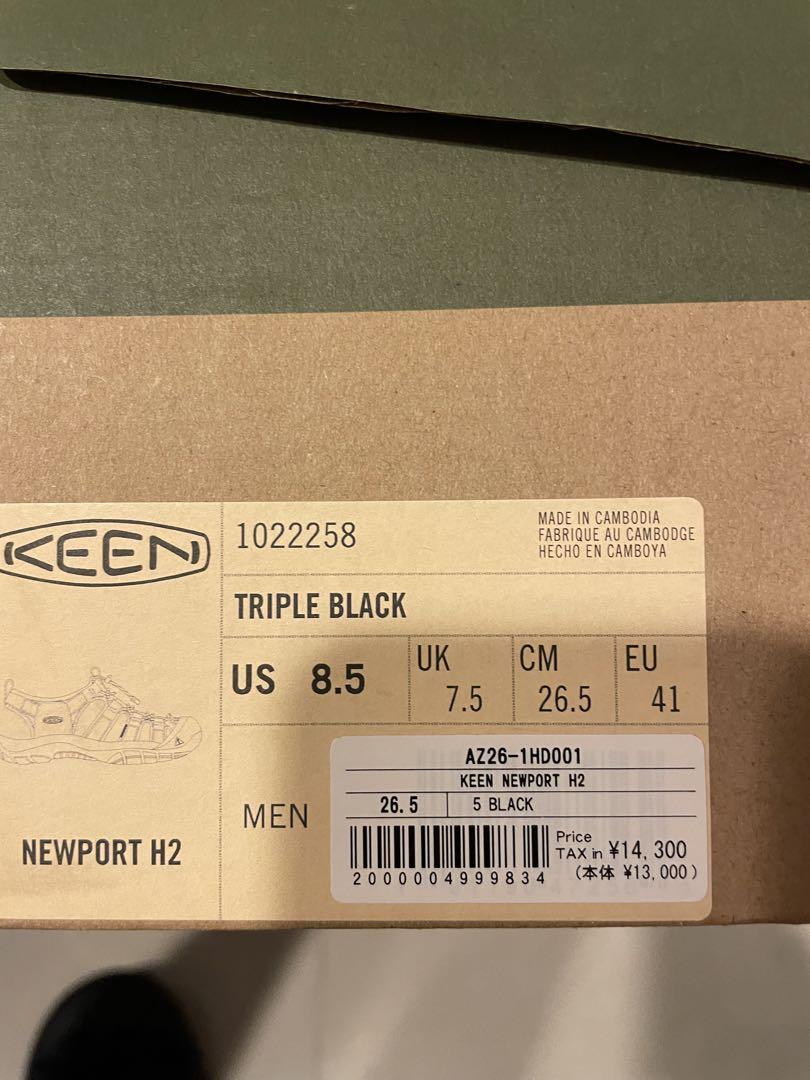 KEEN
1022258
MADE IN CAMBODIA
FABRIQUE AU CAMBODGE
HECHO EN CAMBOYA
TRIPLE BLACK
US 8.5
UK 7.5
CM 26.5
EU 41
MEN
NEWPORT H2
AZ26-1HD001
KEEN NEWPORT H2
26.5 5 BLACK
Price
TAX in ¥14,300
(本体 ¥13,000)
2000004999834